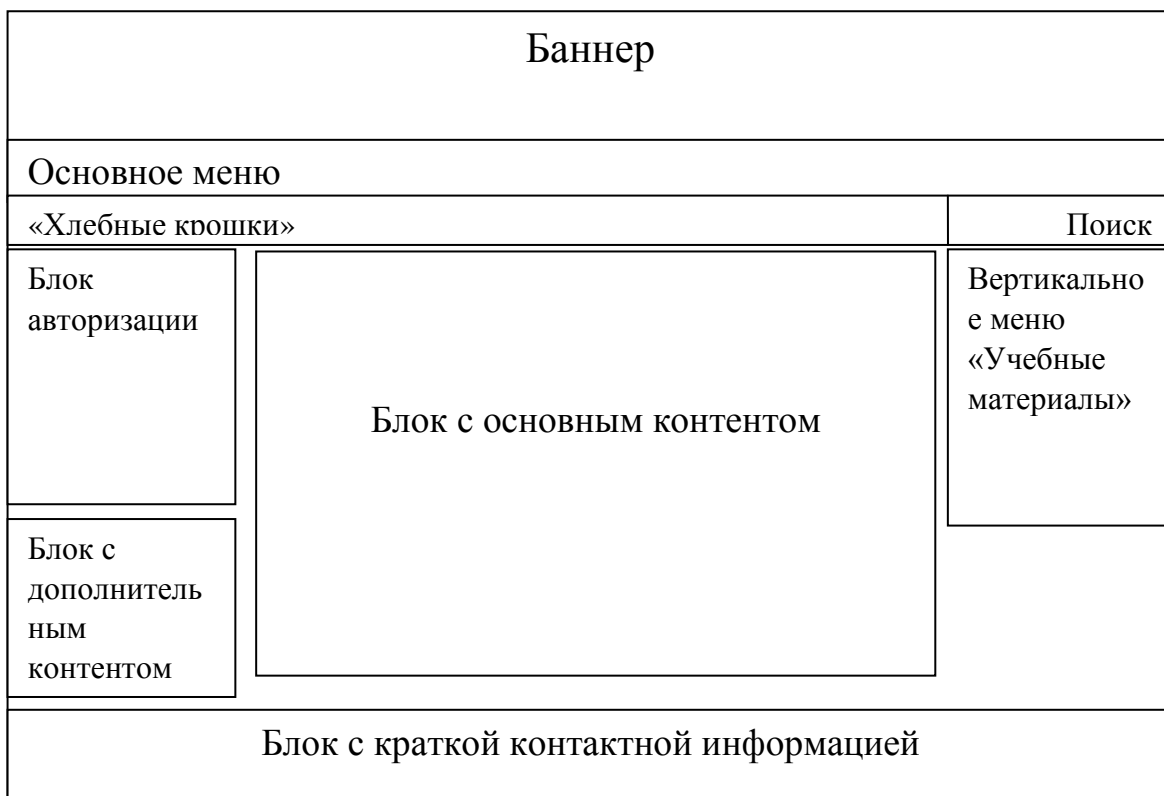 Баннер
Основное меню
«Хлебные крошки»
Поиск
Блок
авторизации
Блок с основным контентом
Вертикально
е меню
«Учебные
материалы»
Блок с
дополнитель
ным
контентом
Блок с краткой контактной информацией